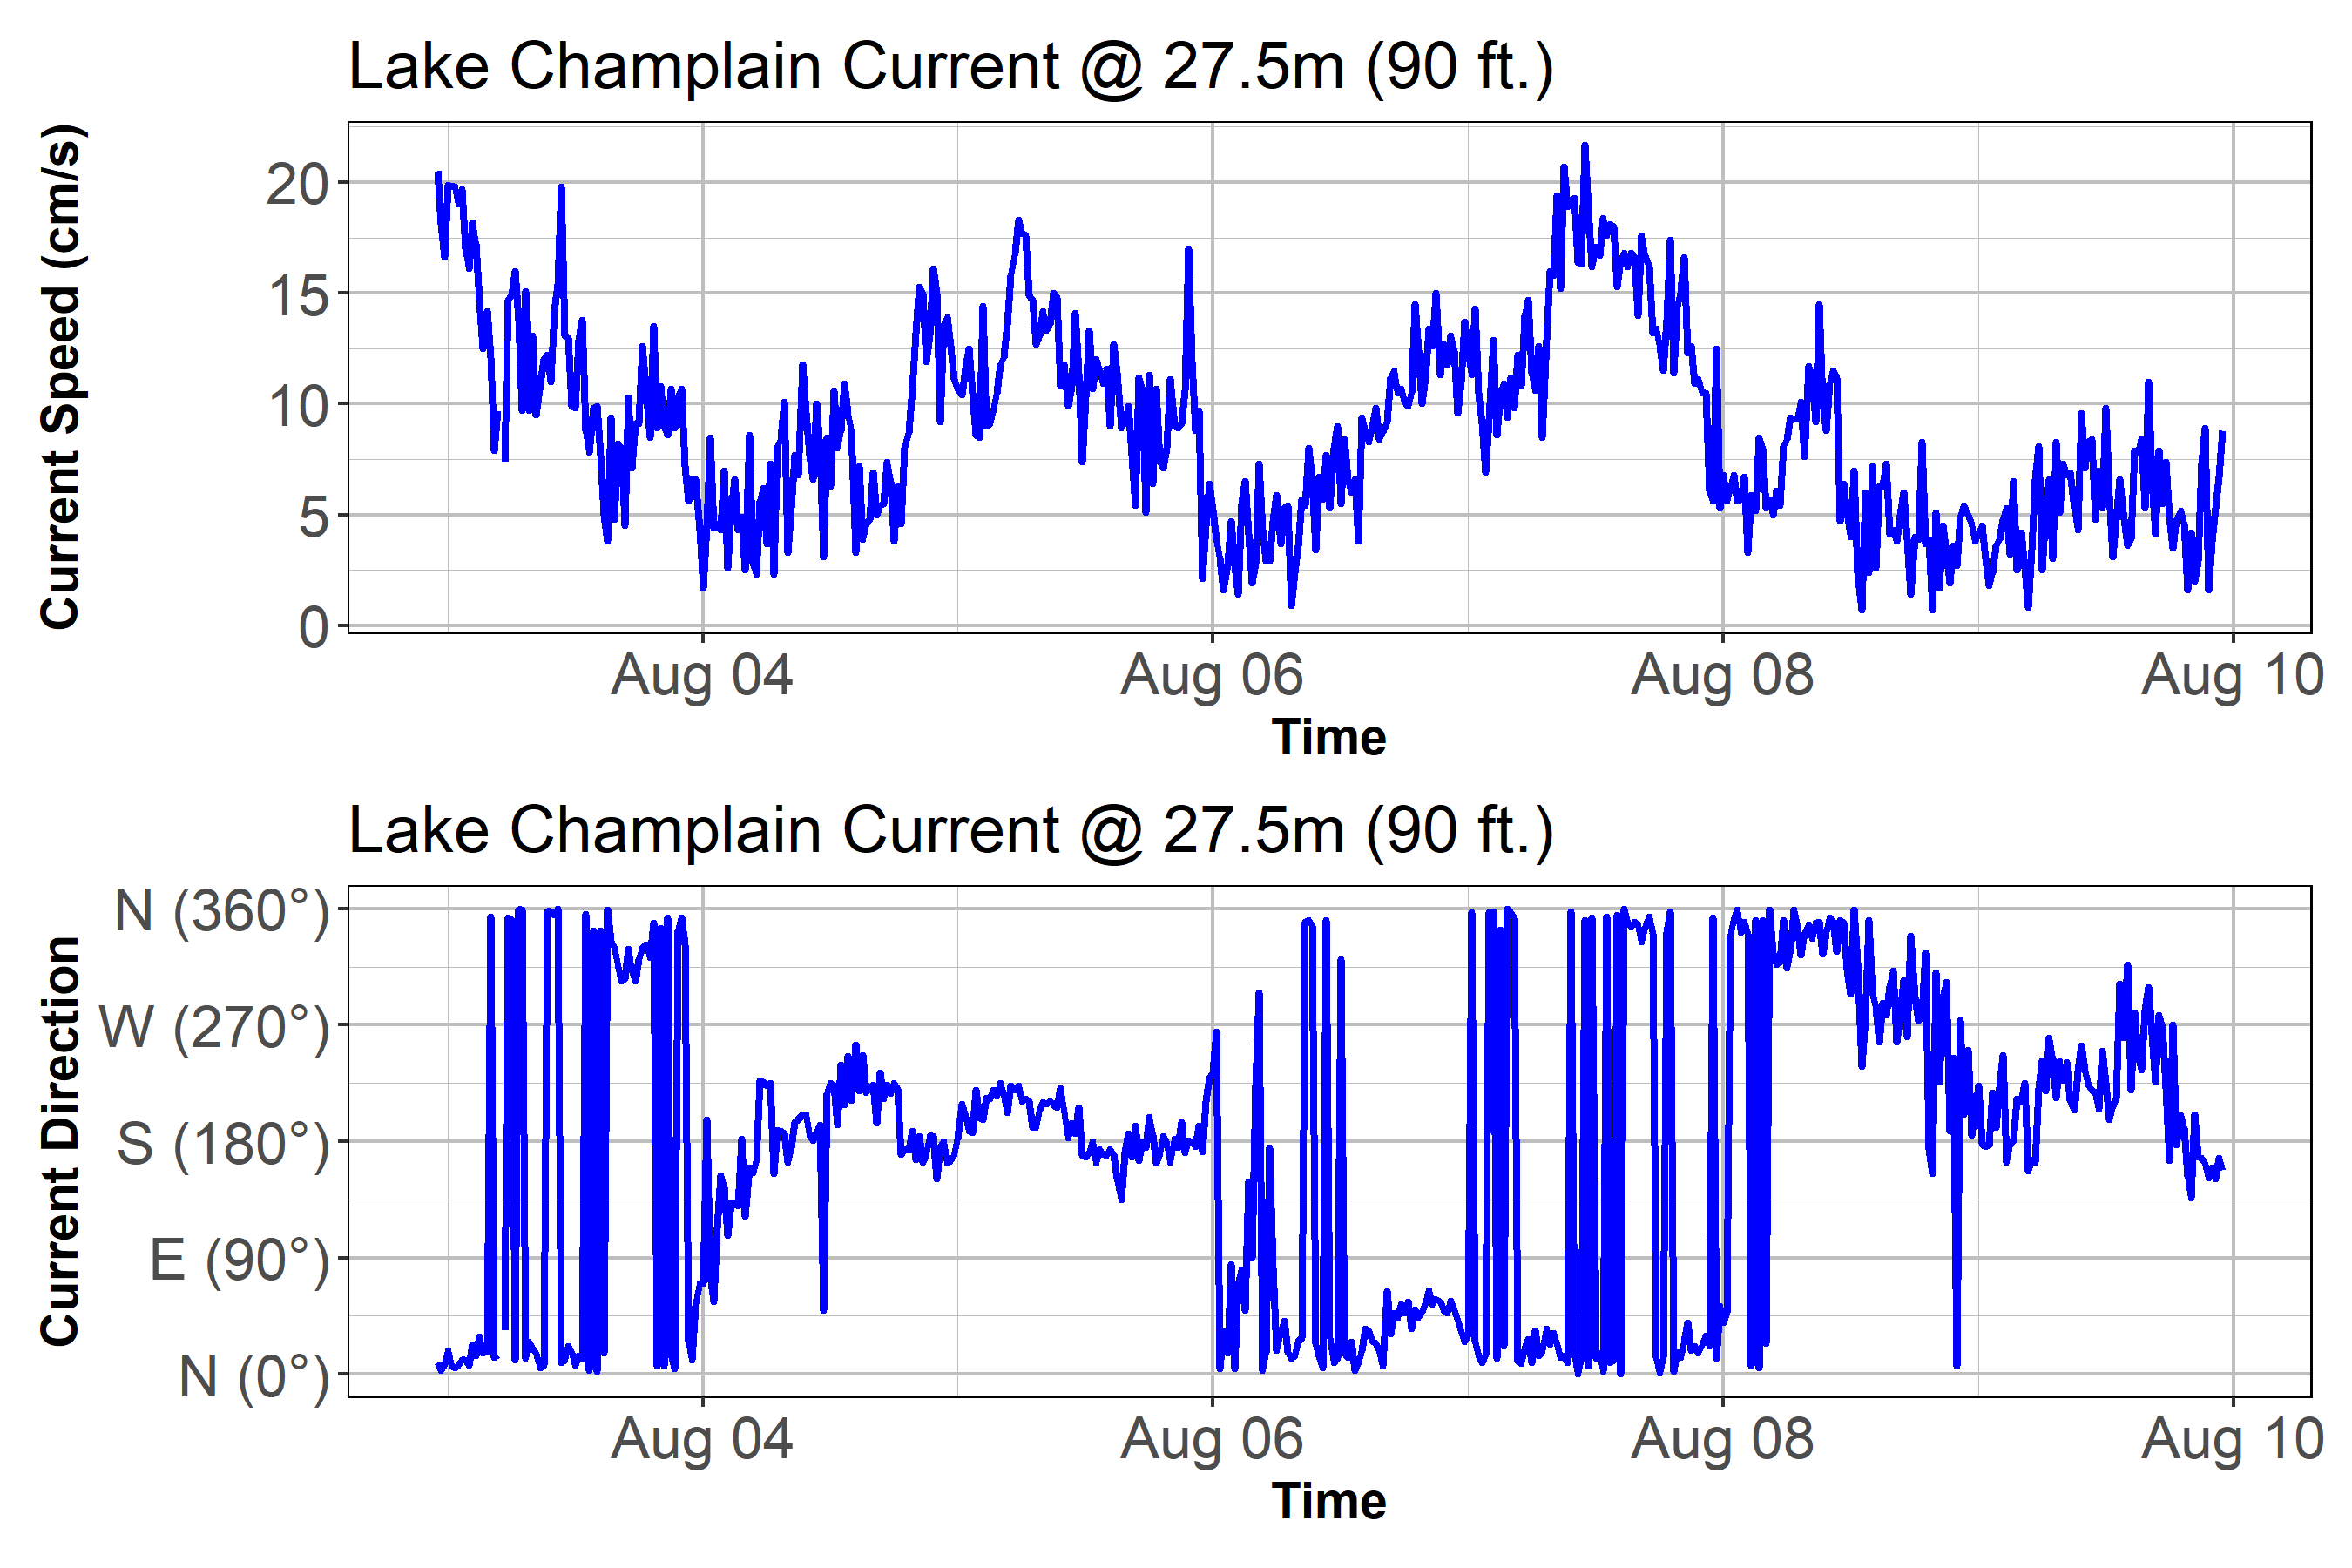 Lake Champlain Current @ 27.5m (90 ft.)
Current Speed (cm/s)
20
15
10
5
0
Aug 04 Aug 06 Aug 08 Aug 10
Time
Lake Champlain Current @ 27.5m (90 ft.)
Current Direction
N (360°)
W (270°)
S (180°)
E (90°)
N (0°)
Aug 04 Aug 06 Aug 08 Aug 10
Time